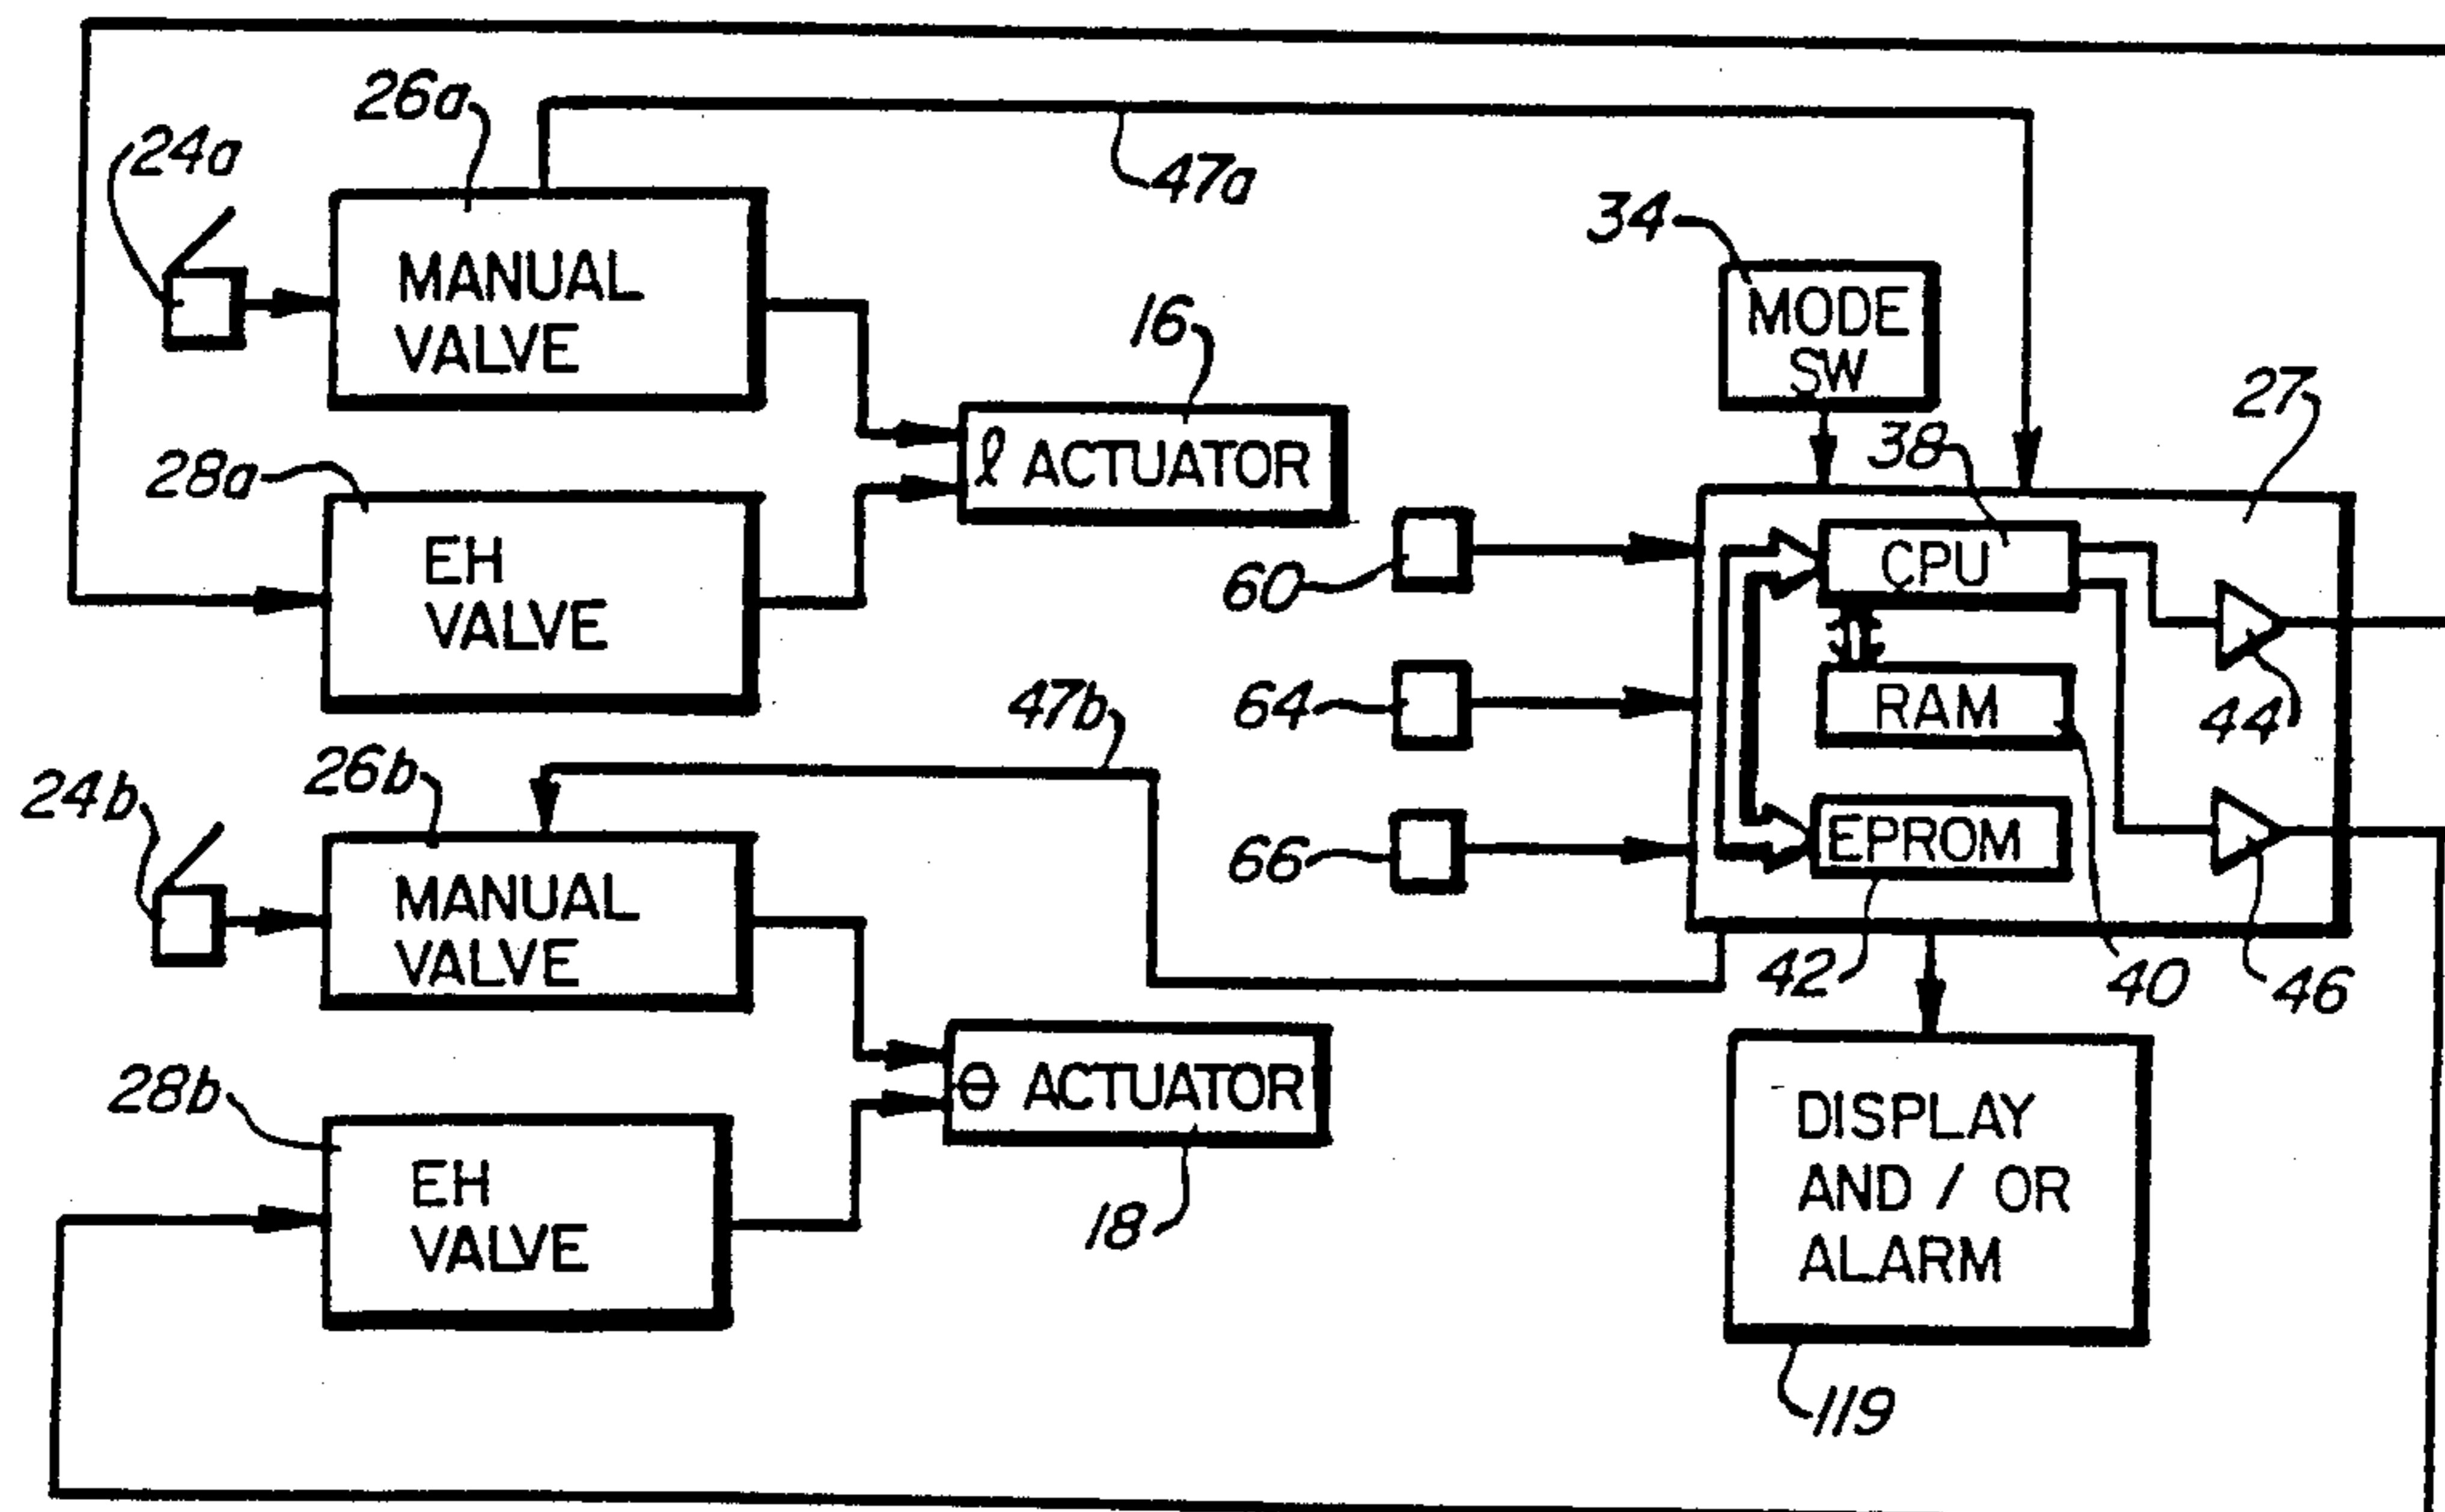 26a
24a
47a
MANUAL
VALVE
34
MODE
SW
16
27
28a
ℓ ACTUATOR
38
EH
VALVE
60
CPU
64
47b
RAM
44
26b
24b
66
EPROM
MANUAL
VALVE
42
40
46
28b
θ ACTUATOR
DISPLAY
AND / OR
ALARM
EH
VALVE
18
119